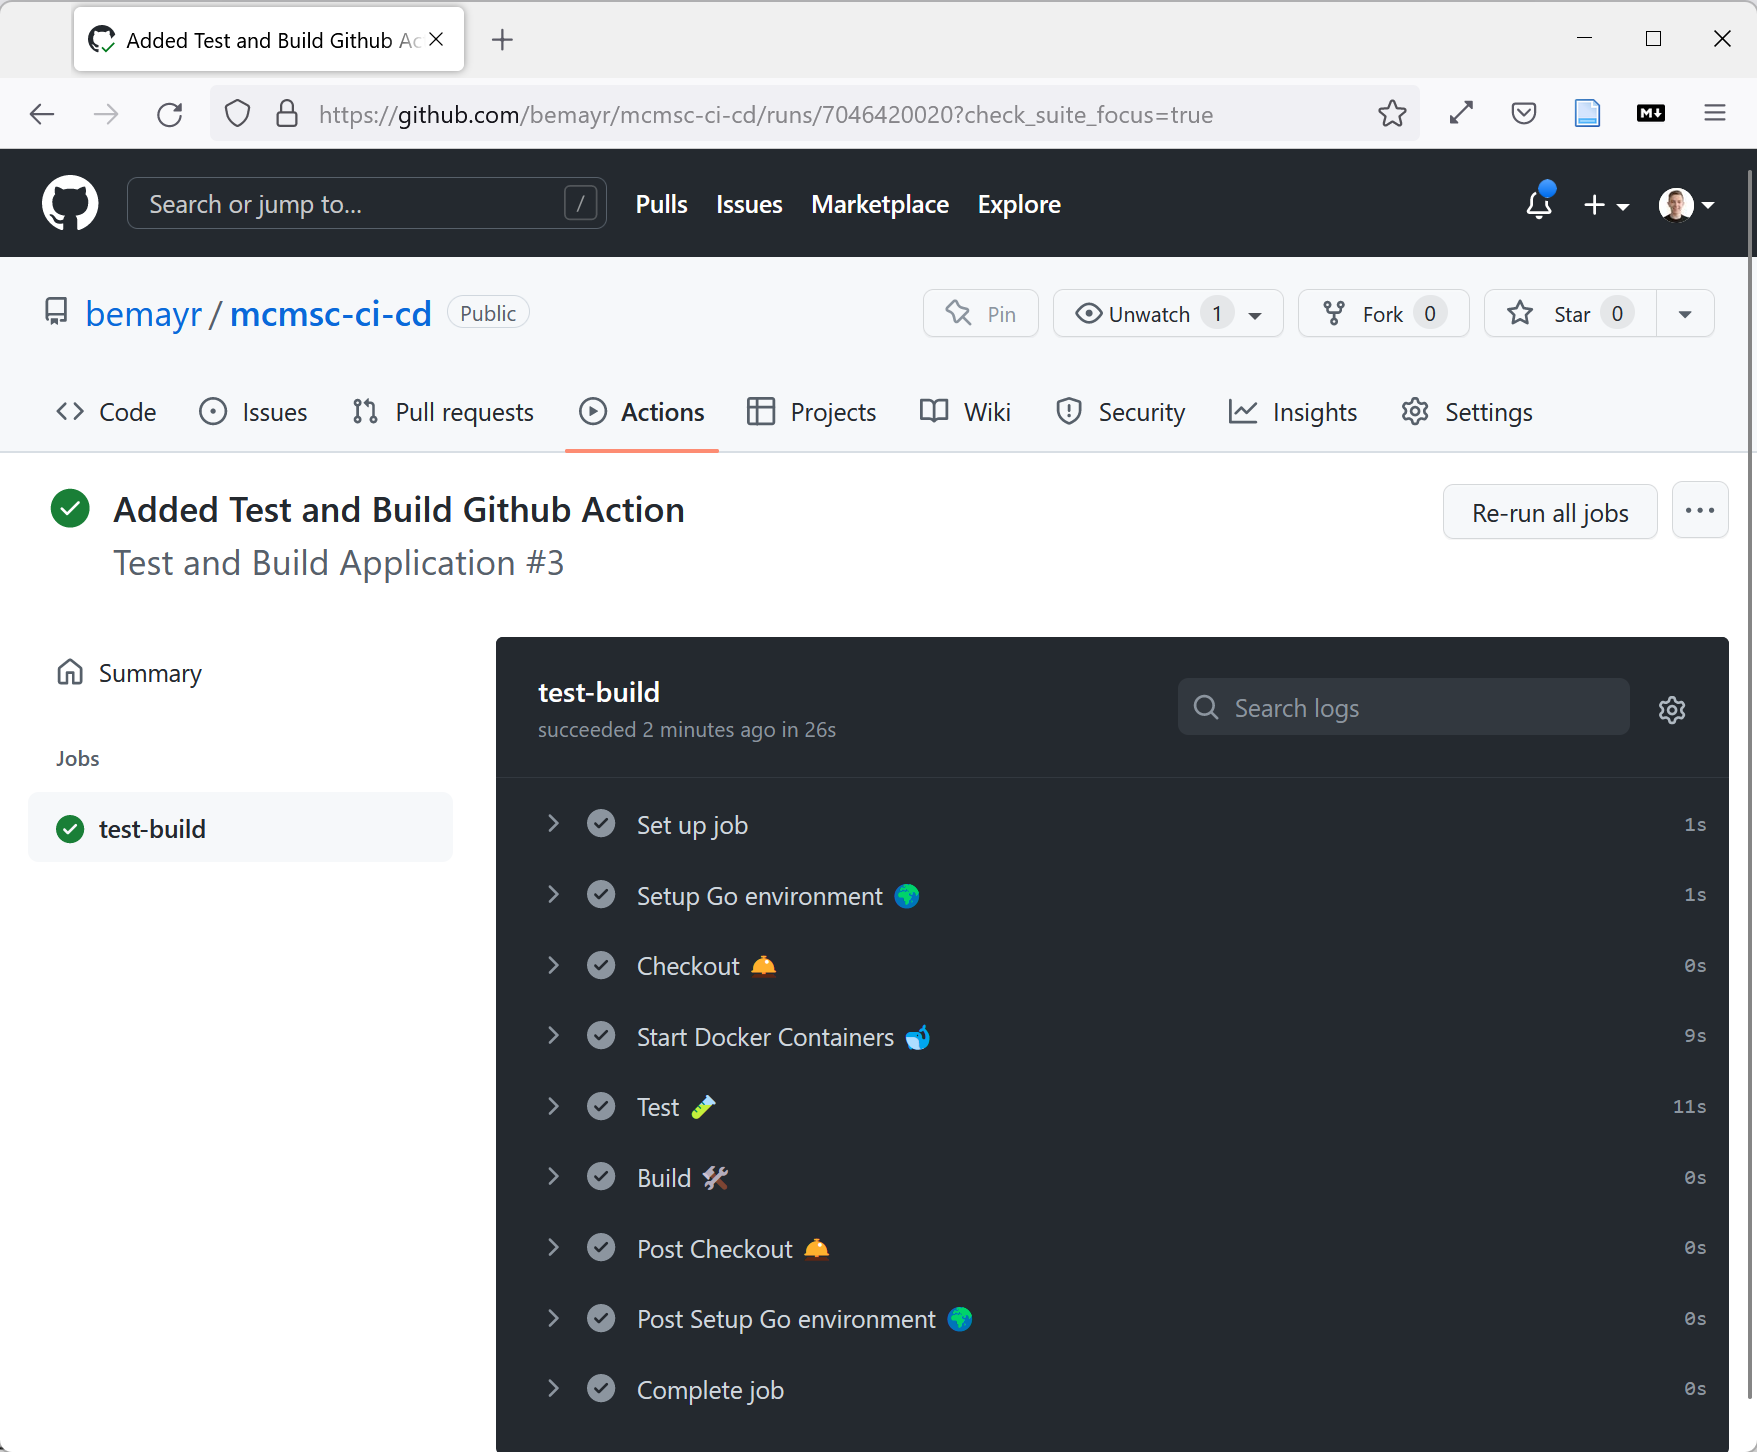 Added Test and Build Github Ac
https://github.com/bemayr/mcmsc-ci-cd/runs/7046420020?check_suite_focus=true
M
Search or jump to... /
Pulls Issues Marketplace Explore
bemayr / mcmsc-ci-cd Public
Pin Unwatch 1 Fork 0 Star 0
Code Issues Pull requests Actions Projects Wiki Security Insights Settings
Added Test and Build Github Action
Test and Build Application #3
Re-run all jobs
Summary
Jobs
test-build
test-build
succeeded 2 minutes ago in 26s
Search logs
Set up job 1s
Setup Go environment 🌍 1s
Checkout 🛎️ 0s
Start Docker Containers 🐳 9s
Test 🧪 11s
Build 🛠️ 0s
Post Checkout 🛎️ 0s
Post Setup Go environment 🌍 0s
Complete job 0s